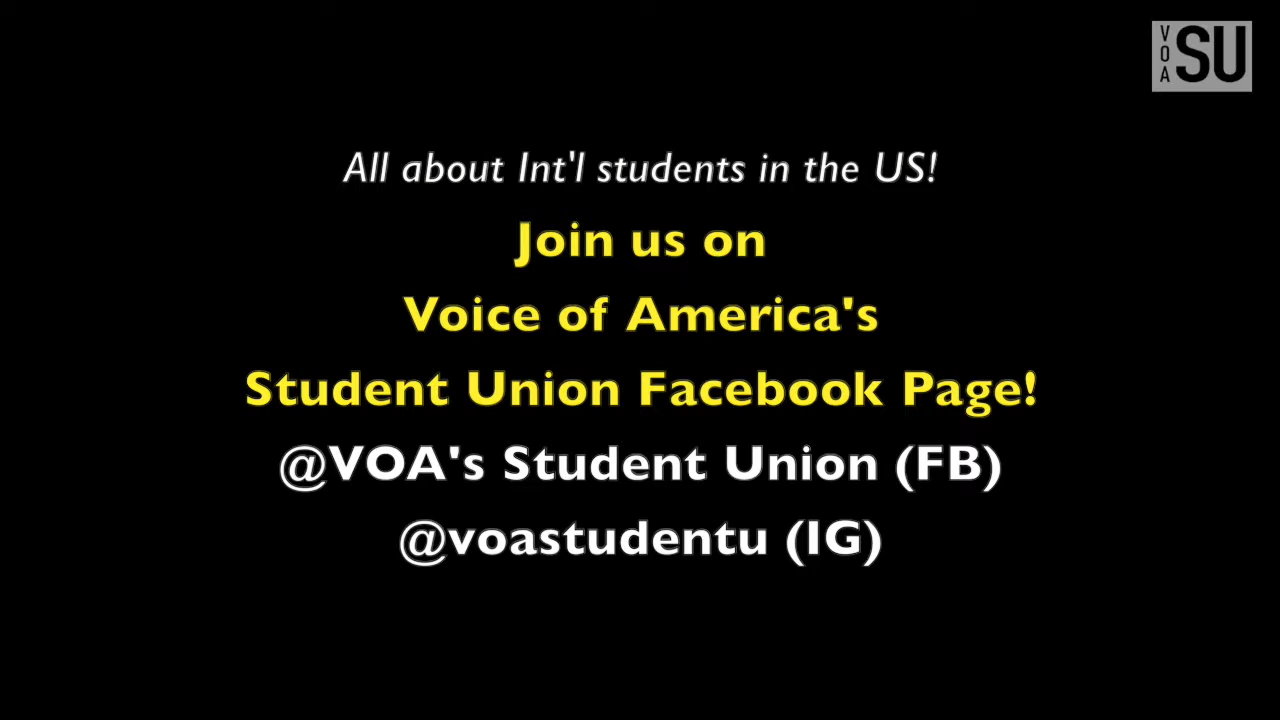 VOA SU
All about Int'l students in the US!
Join us on
Voice of America's
Student Union Facebook Page!
@VOA's Student Union (FB)
@voastudentu (IG)